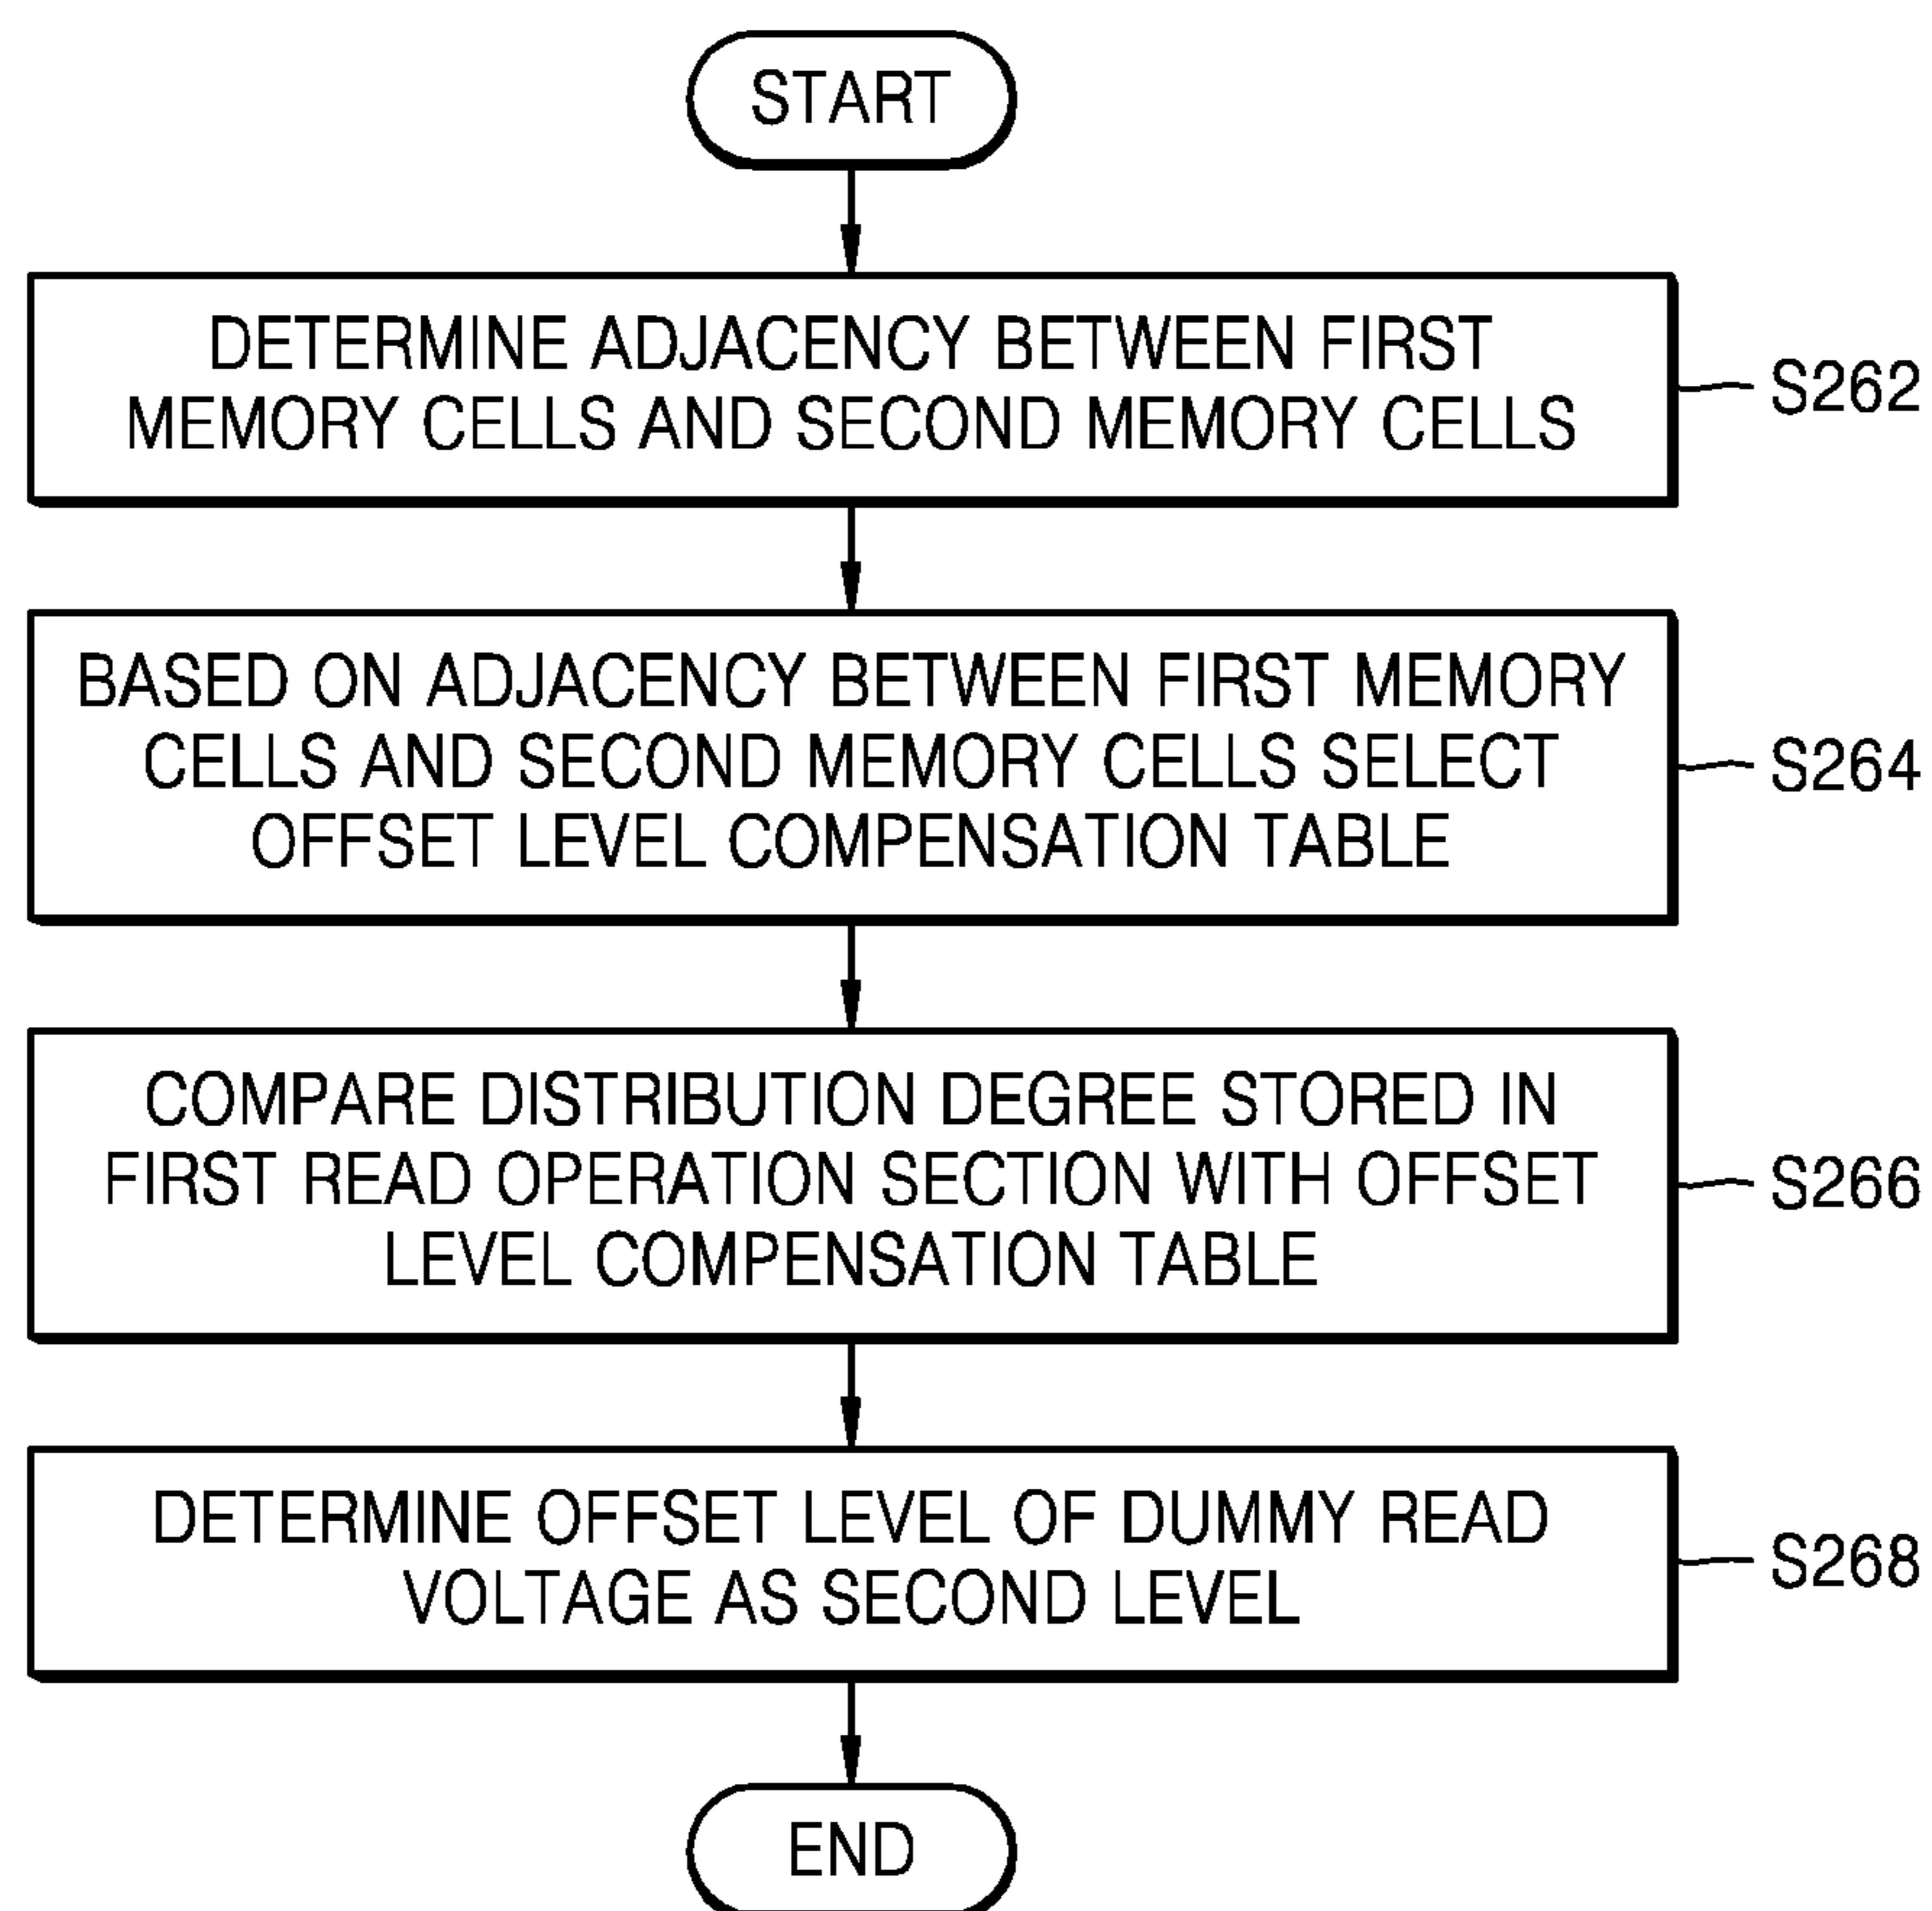 START
DETERMINE ADJACENCY BETWEEN FIRST
MEMORY CELLS AND SECOND MEMORY CELLS
S262
BASED ON ADJACENCY BETWEEN FIRST MEMORY
CELLS AND SECOND MEMORY CELLS SELECT
OFFSET LEVEL COMPENSATION TABLE
S264
COMPARE DISTRIBUTION DEGREE STORED IN
FIRST READ OPERATION SECTION WITH OFFSET
LEVEL COMPENSATION TABLE
S266
DETERMINE OFFSET LEVEL OF DUMMY READ
VOLTAGE AS SECOND LEVEL
S268
END